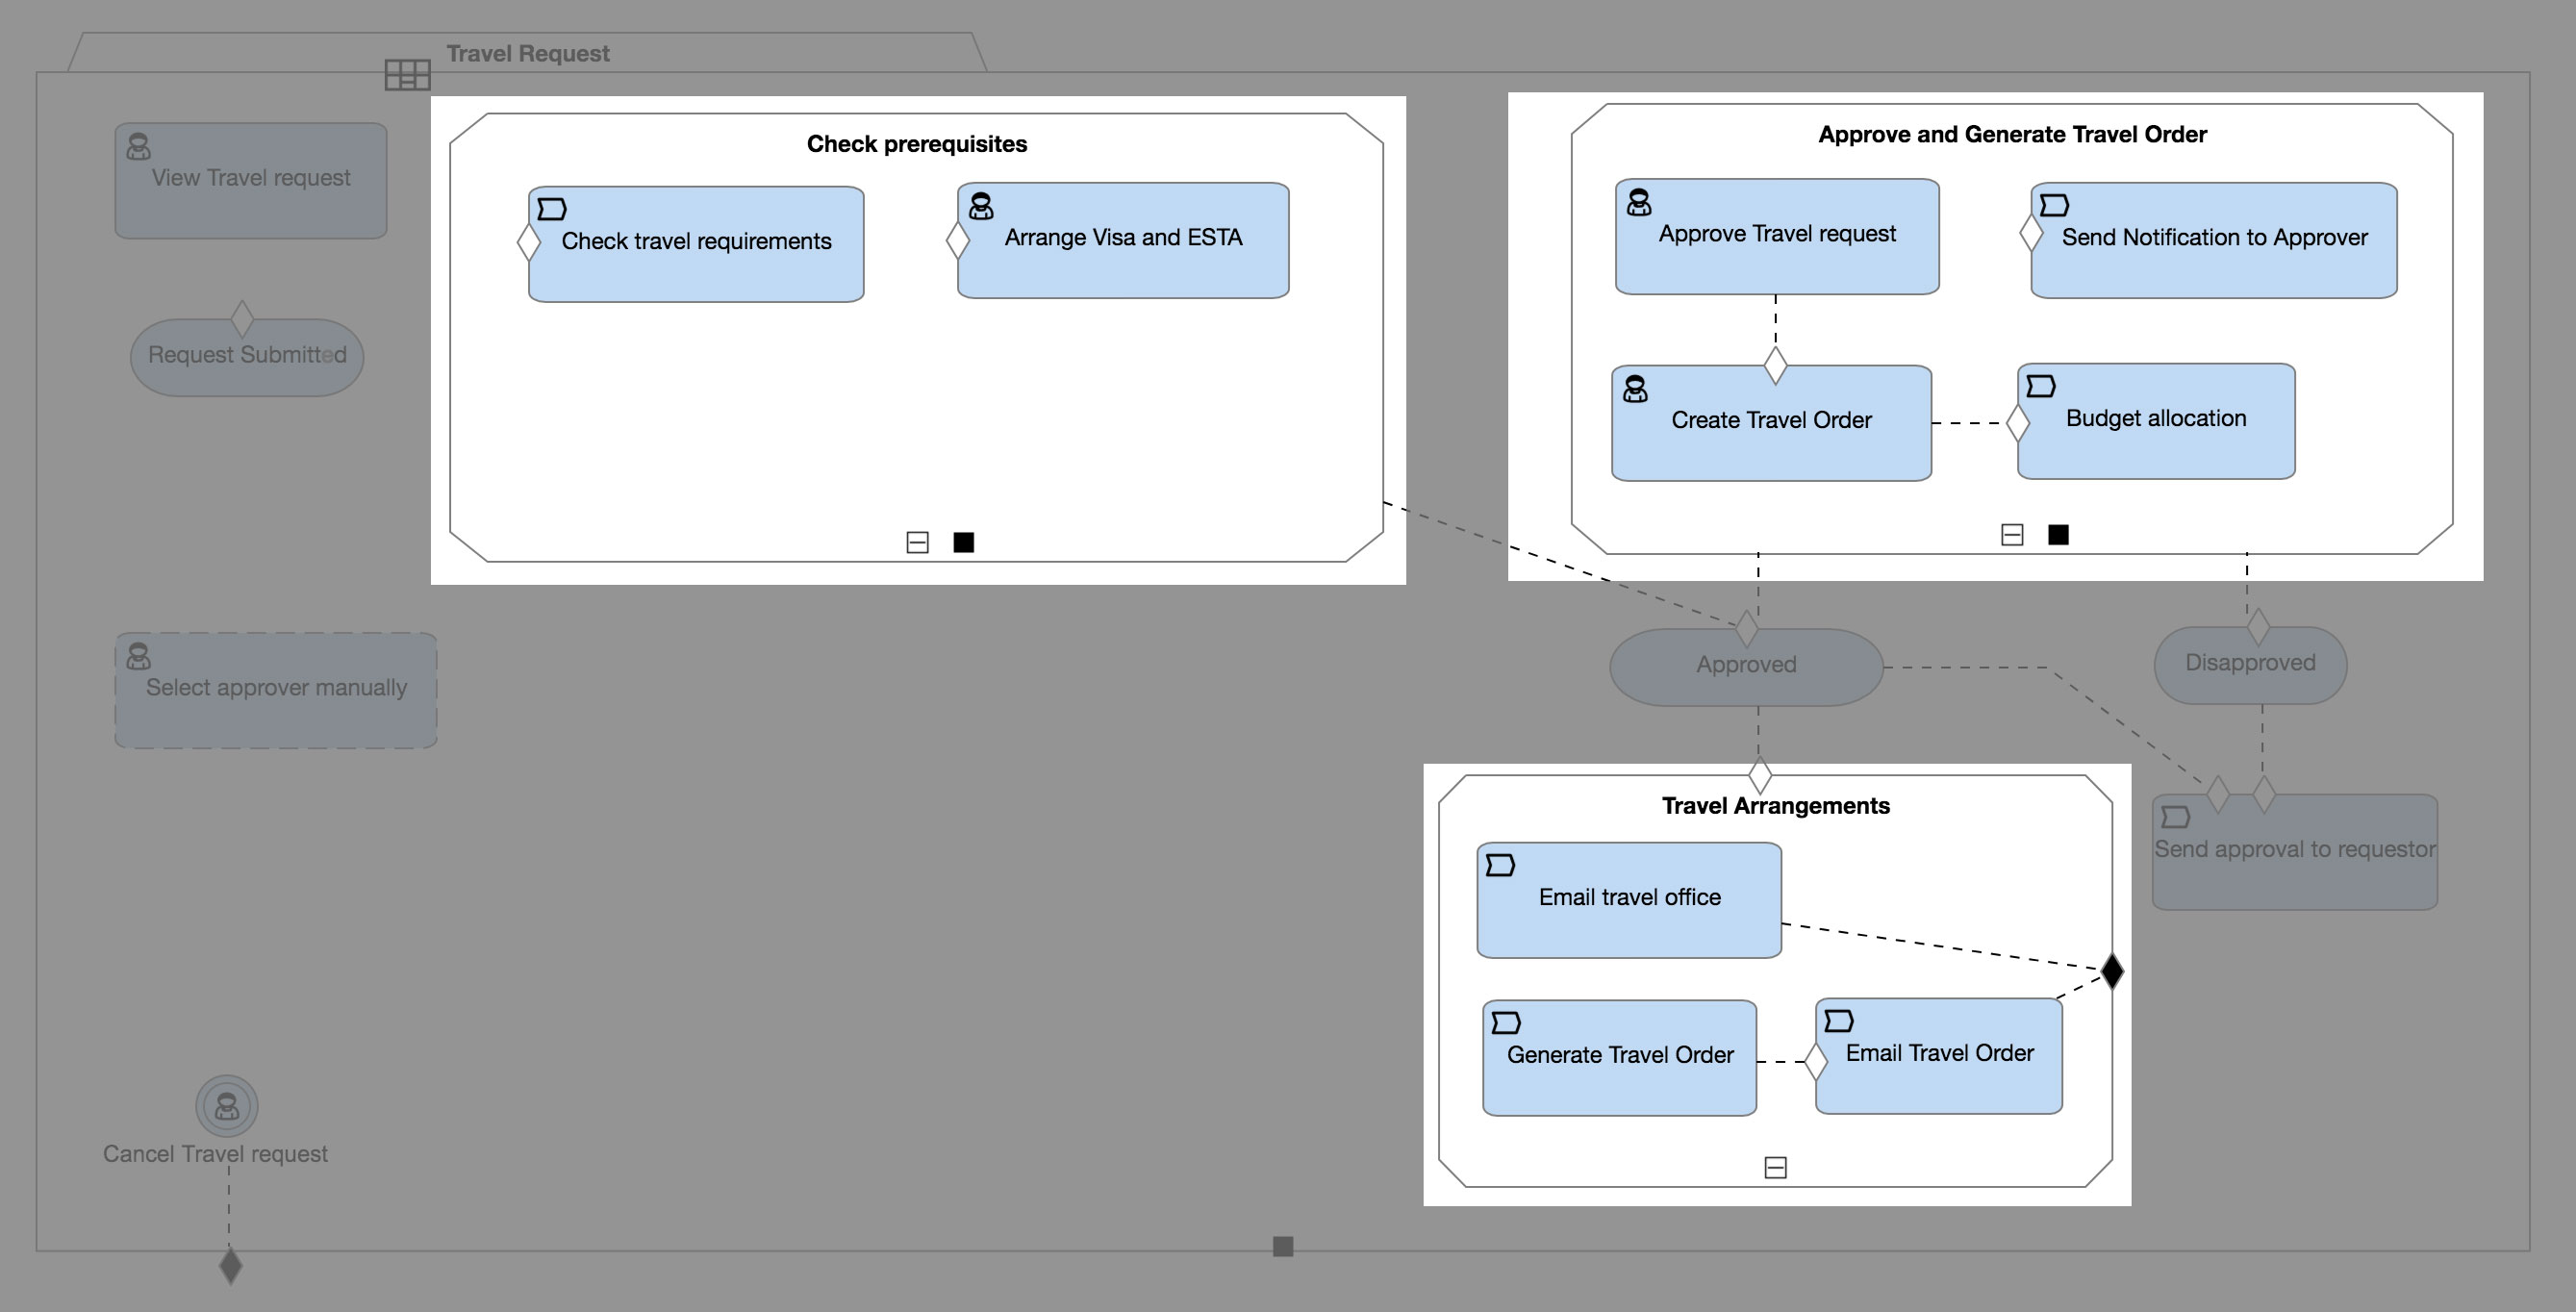 Travel Request
View Travel request
Request Submitted
Select approver manually
Cancel Travel request
Check prerequisites
Check travel requirements
Arrange Visa and ESTA
Approve and Generate Travel Order
Approve Travel request
Send Notification to Approver
Create Travel Order
Budget allocation
Approved
Disapproved
Travel Arrangements
Email travel office
Generate Travel Order
Email Travel Order
Send approval to requestor